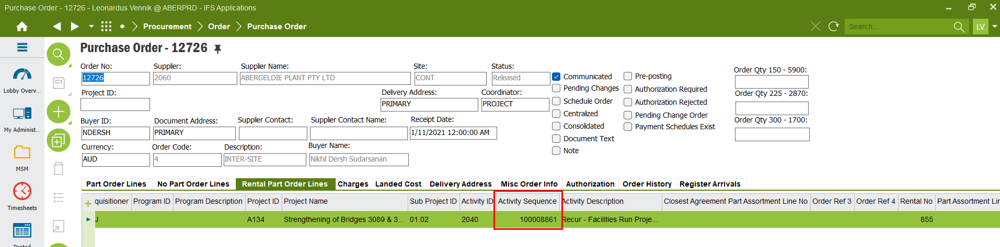 Purchase Order - 12726 - Leonardus Vennik @ ABERPRD - IFS Applications
Procurement Order Purchase Order
Search...
LV
Purchase Order - 12726
Order No: Supplier: Supplier Name: Site: Status:
12726 2060 ABERGELDIE PLANT PTY LTD CONT Released
Project ID: Delivery Address: Coordinator:
PRIMARY PROJECT
Buyer ID: Document Address: Supplier Contact: Supplier Contact Name: Receipt Date:
NDERSH PRIMARY 1/11/2021 12:00:00 AM
Currency: Order Code: Description: Buyer Name:
AUD 4 INTER-SITE Nikhil Dersh Sudarsanan
Communicated
Pending Changes
Schedule Order
Centralized
Consolidated
Document Text
Note
Pre-posting
Authorization Required
Authorization Rejected
Pending Change Order
Payment Schedules Exist
Order Qty 150 - 5900:
Order Qty 225 - 2870:
Order Qty 300 - 1700:
Lobby Overv...
My Administ...
MSM
Timesheets
Part Order Lines No Part Order Lines Rental Part Order Lines Charges Landed Cost Delivery Address Misc Order Info Authorization Order History Register Arrivals
quisitioner Program ID Program Description Project ID Project Name Sub Project ID Activity ID Activity Sequence Activity Description Closest Agreement Part Assortment Line No Order Ref 3 Order Ref 4 Rental No Part Assortment Lin
J A134 Strengthening of Bridges 3089 & 3... 01.02 2040 100008861 Recur - Facilities Run Proje... 855